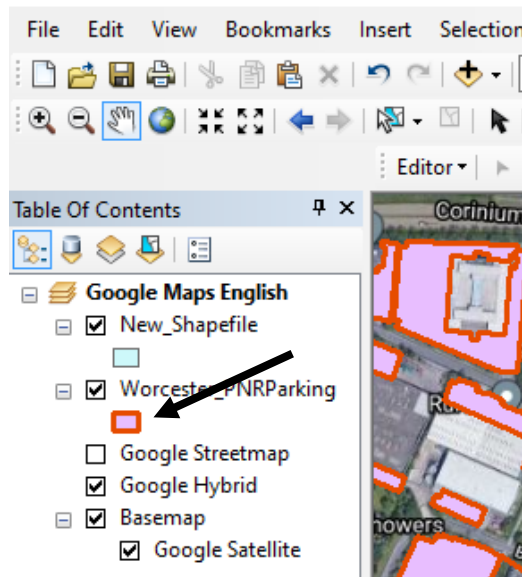 File Edit View Bookmarks Insert Selection
Editor
Table Of Contents
Corinium
Google Maps English
New_Shapefile
Worcester_PNRParking
Google Streetmap
Google Hybrid
Basemap
Google Satellite
howers